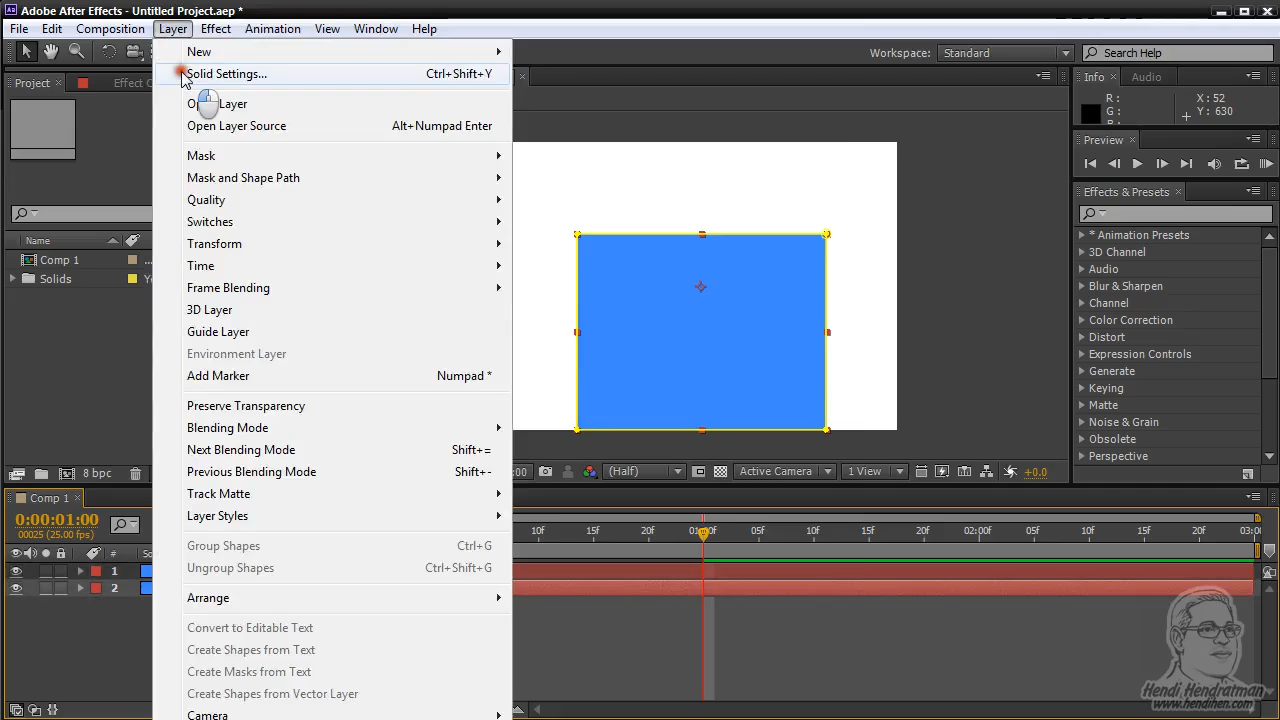 Adobe After Effects - Untitled Project.aep *
File Edit Composition Layer Effect Animation View Window Help
Workspace: Standard Search Help
Project Effect
Info Audio
R: X: 52
G: Y: 630
B:
Preview
Effects & Presets
* Animation Presets
3D Channel
Audio
Blur & Sharpen
Channel
Color Correction
Distort
Expression Controls
Generate
Keying
Matte
Noise & Grain
Obsolete
Perspective
Name
Comp 1 ...
Solids
8 bpc
New
Solid Settings... Ctrl+Shift+Y
Layer
Open Layer Source Alt+Numpad Enter
Mask
Mask and Shape Path
Quality
Switches
Transform
Time
Frame Blending
3D Layer
Guide Layer
Environment Layer
Add Marker Numpad *
Preserve Transparency
Blending Mode
Next Blending Mode Shift+=
Previous Blending Mode Shift+-
Track Matte
Layer Styles
Group Shapes Ctrl+G
Ungroup Shapes Ctrl+Shift+G
Arrange
Convert to Editable Text
Create Shapes from Text
Create Masks from Text
Create Shapes from Vector Layer
Camera
:00 (Half) Active Camera 1 View +0.0
Comp 1
0:00:01:00
00025 (25.00 fps)
10f 15f 20f 01:00f 05f 10f 15f 20f 02:00f 05f 10f 15f 20f 03:00
# So
1
2
Hendi Hendratman
www.hendihen.com